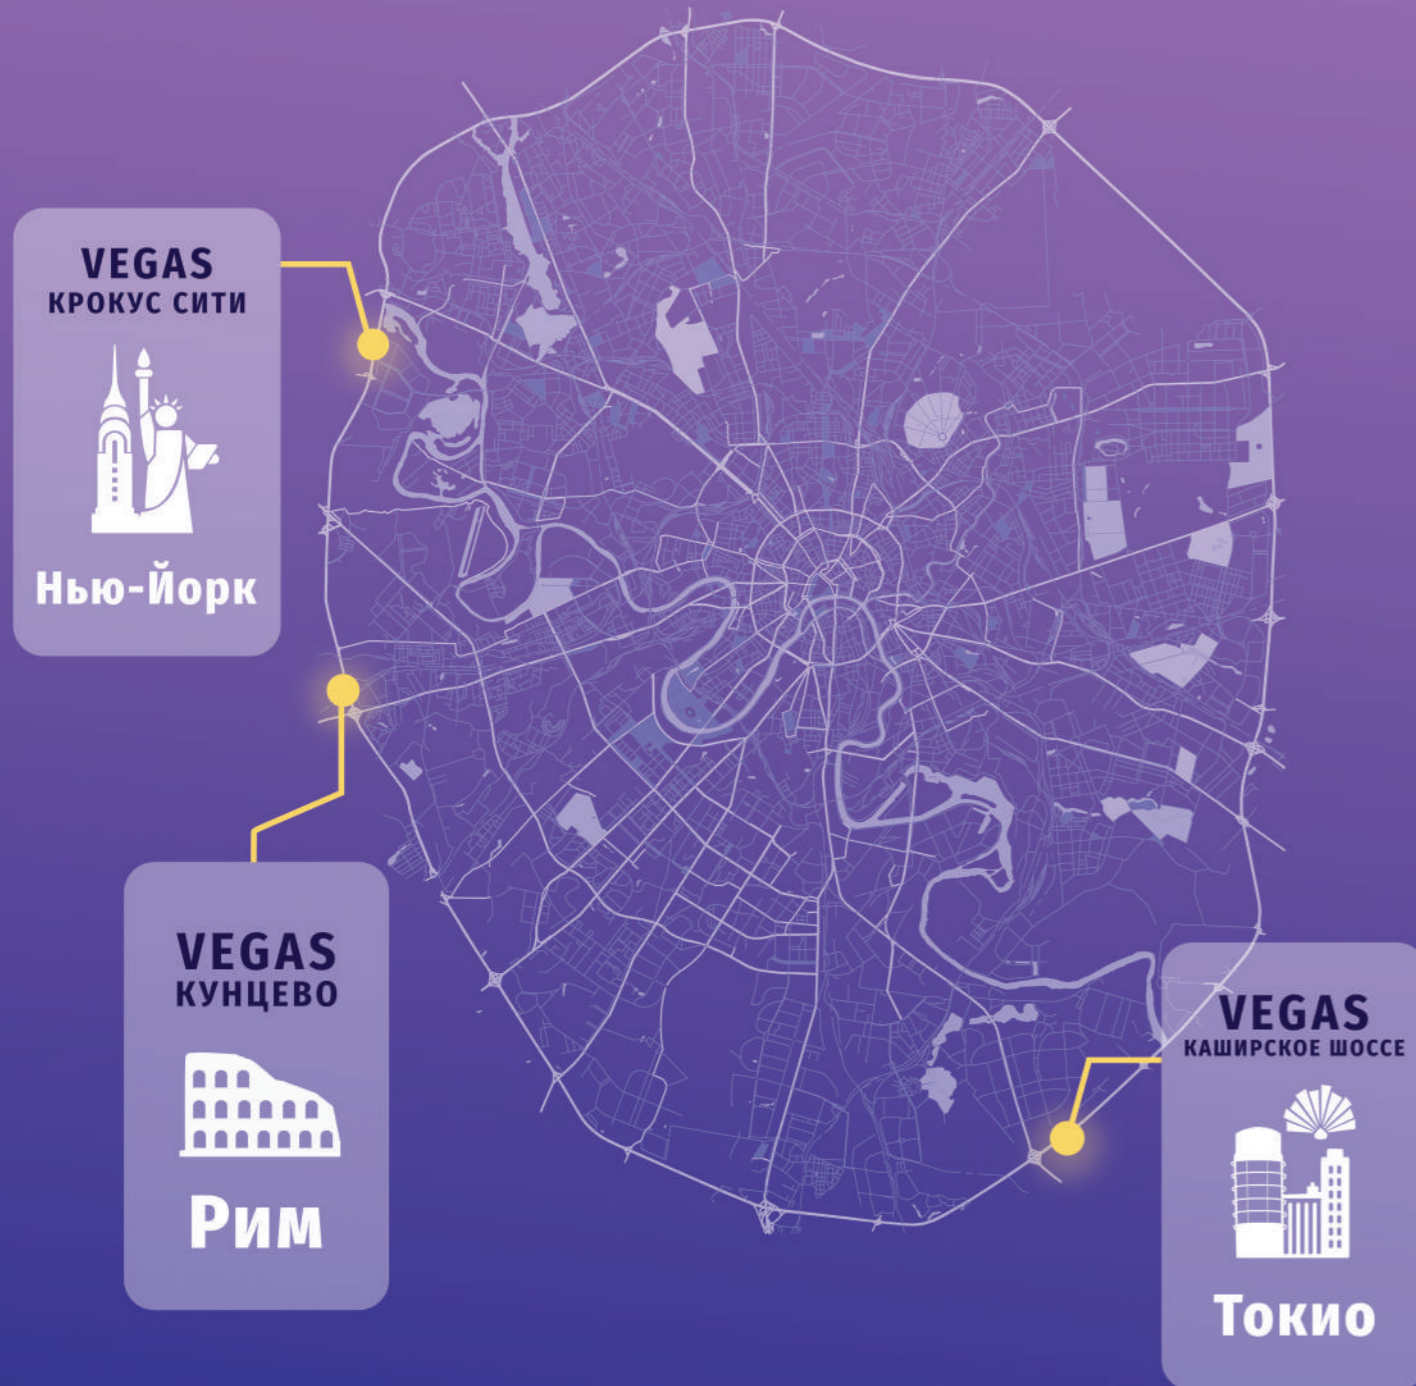 VEGAS
КРОКУС СИТИ
Нью-Йорк
VEGAS
КУНЦЕВО
Рим
VEGAS
КАШИРСКОЕ ШОССЕ
Токио